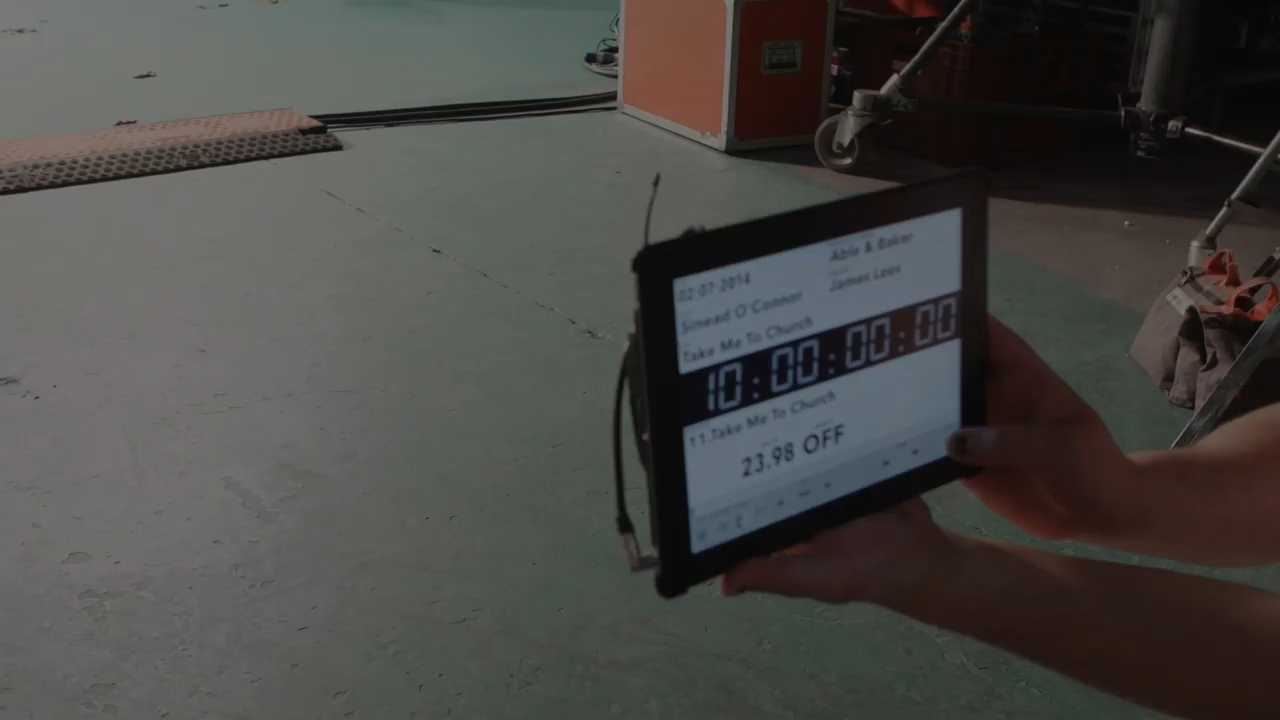 02·07·2014
Able & Baker
Sinead O'Connor
James Lees
Take Me To Church
10:00:00:00
11.Take Me To Church
23.98 OFF